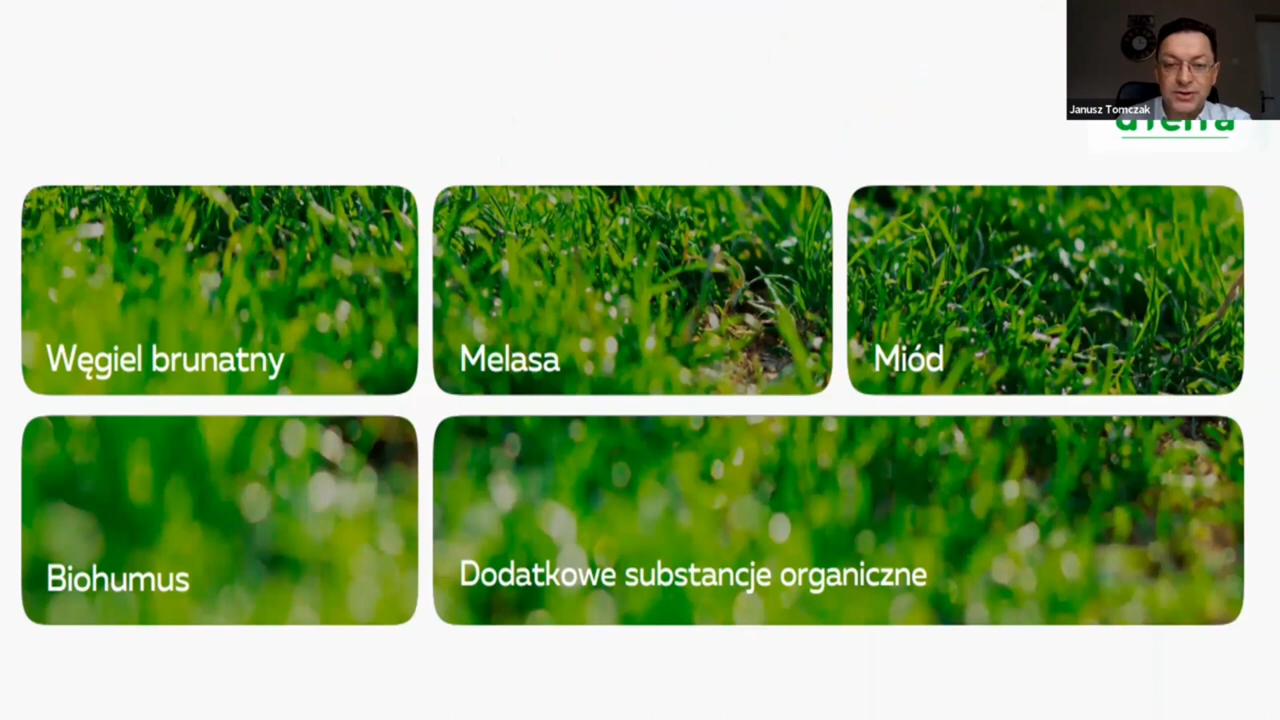 Janusz Tomczak
Węgiel brunatny
Melasa
Miód
Biohumus
Dodatkowe substancje organiczne